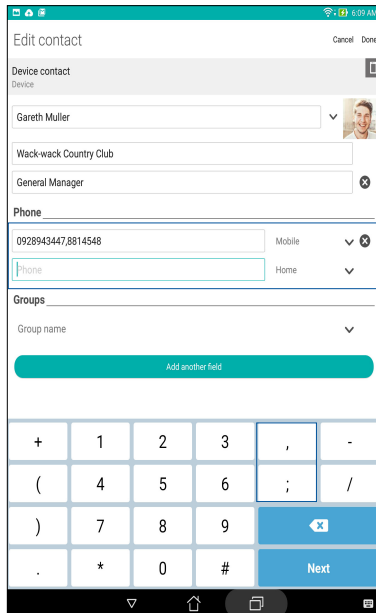 6:09 AM
Edit contact
Cancel Done
Device contact
Device
Gareth Muller
Wack-wack Country Club
General Manager
Phone
0928943447,8814548 Mobile
Phone Home
Groups
Group name
Add another field
+ 1 2 3 , -
( 4 5 6 ; /
) 7 8 9
. * 0 # Next